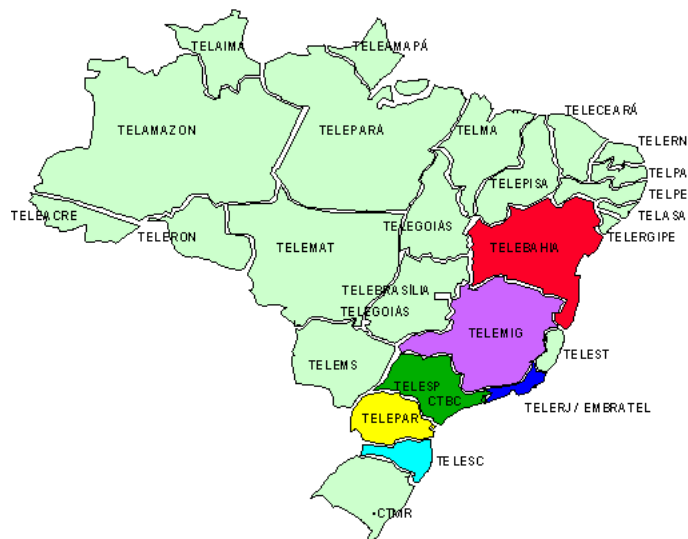 TELAIMA
TELEAMAPÁ
TELAMAZON
TELEPARÁ
TELMA
TELECEARÁ
TELERN
TELPA
TELPE
TELASA
TELERGIPE
TELEPISA
TELEACRE
TELERON
TELEMAT
TELEGOIÁS
TELEBAHIA
TELEBRASÍLIA
TELEGOIÁS
TELEMIG
TELEST
TELEMS
TELESP
CTBC
TELERJ / EMBRATEL
TELEPAR
TELESC
CTMR